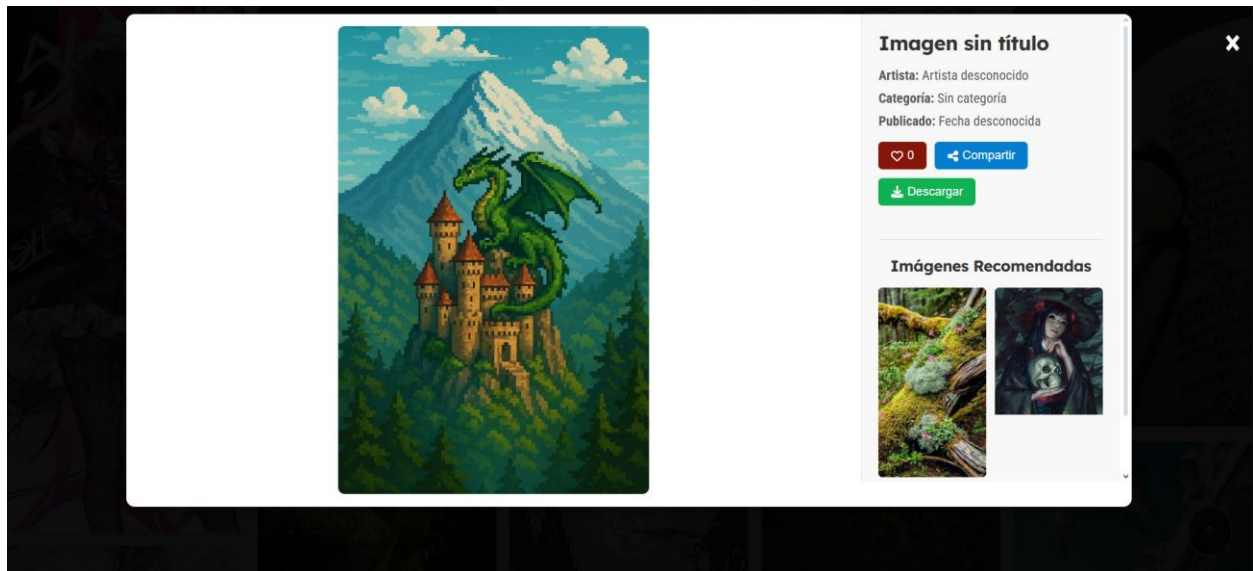 Imagen sin título
Artista: Artista desconocido
Categoría: Sin categoría
Publicado: Fecha desconocida
0
Compartir
Descargar
Imágenes Recomendadas